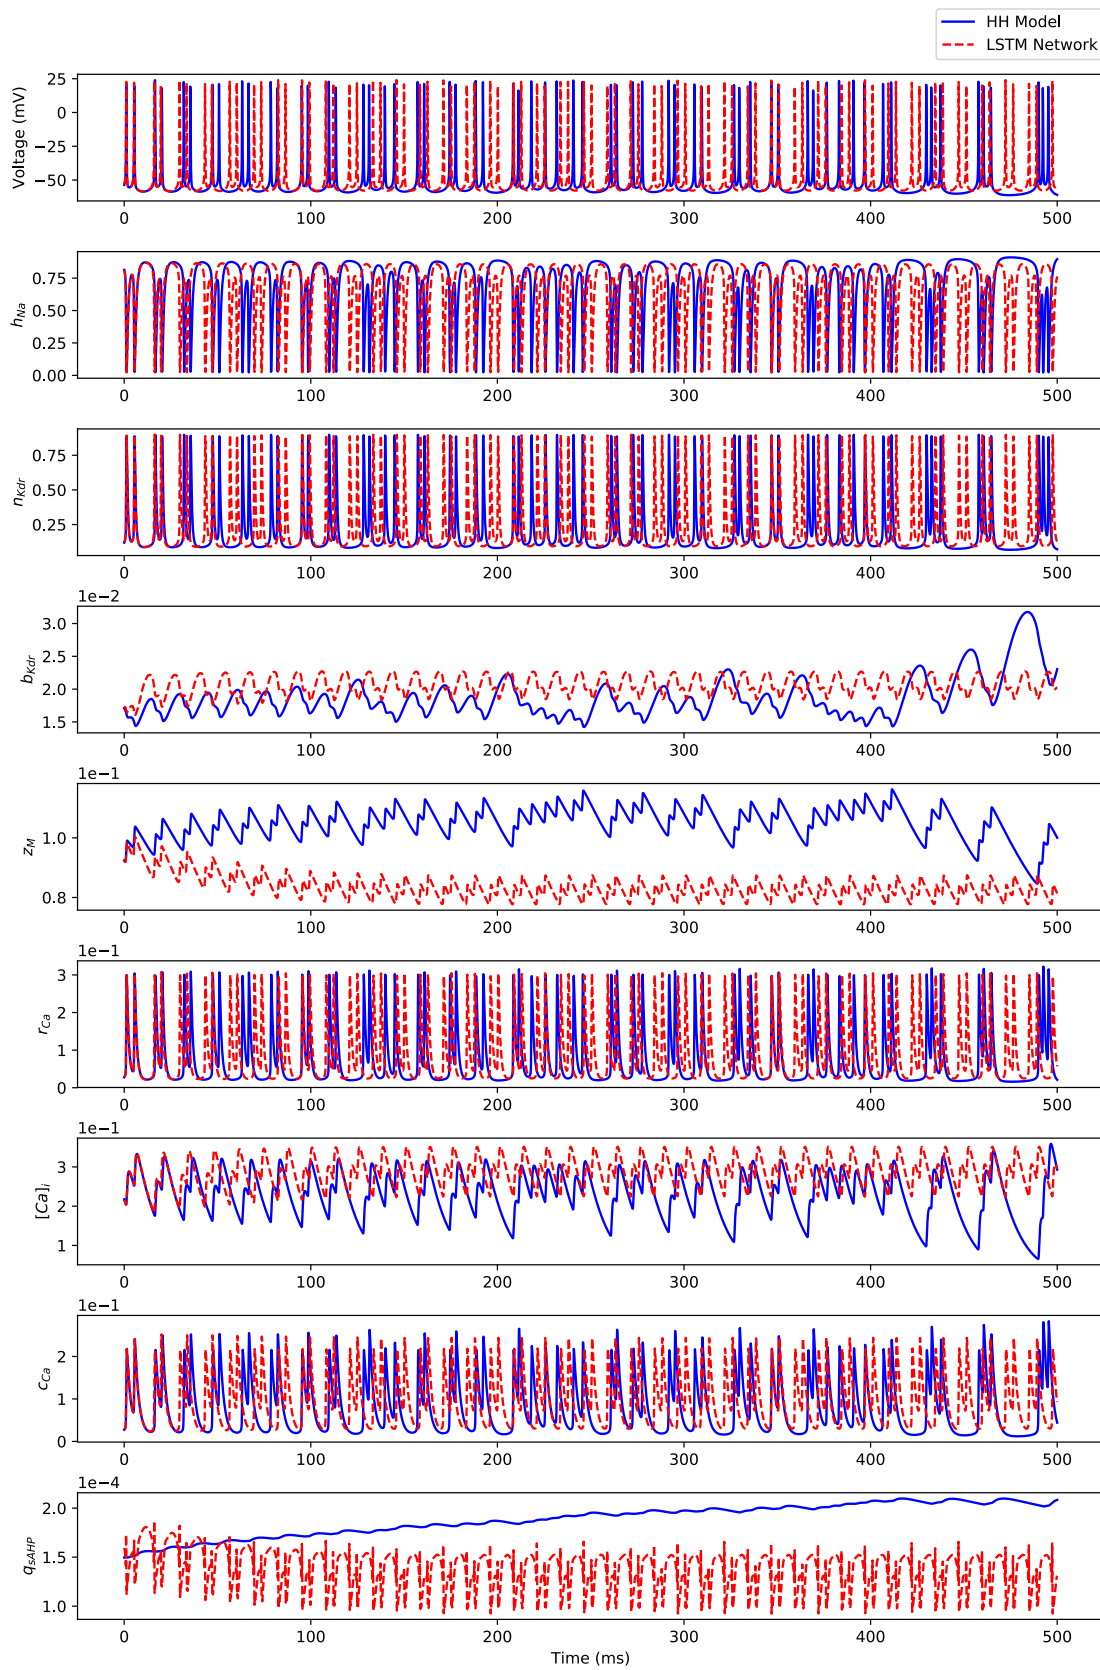 HH Model
LSTM Network
Voltage (mV)
25
0
−25
−50
0 100 200 300 400 500
h_Na
0.75
0.50
0.25
0.00
0 100 200 300 400 500
n_Kdr
0.75
0.50
0.25
0 100 200 300 400 500
1e−2
b_Kdr
3.0
2.5
2.0
1.5
0 100 200 300 400 500
1e−1
z_M
1.0
0.8
0 100 200 300 400 500
1e−1
r_Ca
3
2
1
0
0 100 200 300 400 500
1e−1
[Ca]_i
3
2
1
0 100 200 300 400 500
1e−1
c_Ca
2
1
0
0 100 200 300 400 500
1e−4
q_sAHP
2.0
1.5
1.0
0 100 200 300 400 500
Time (ms)